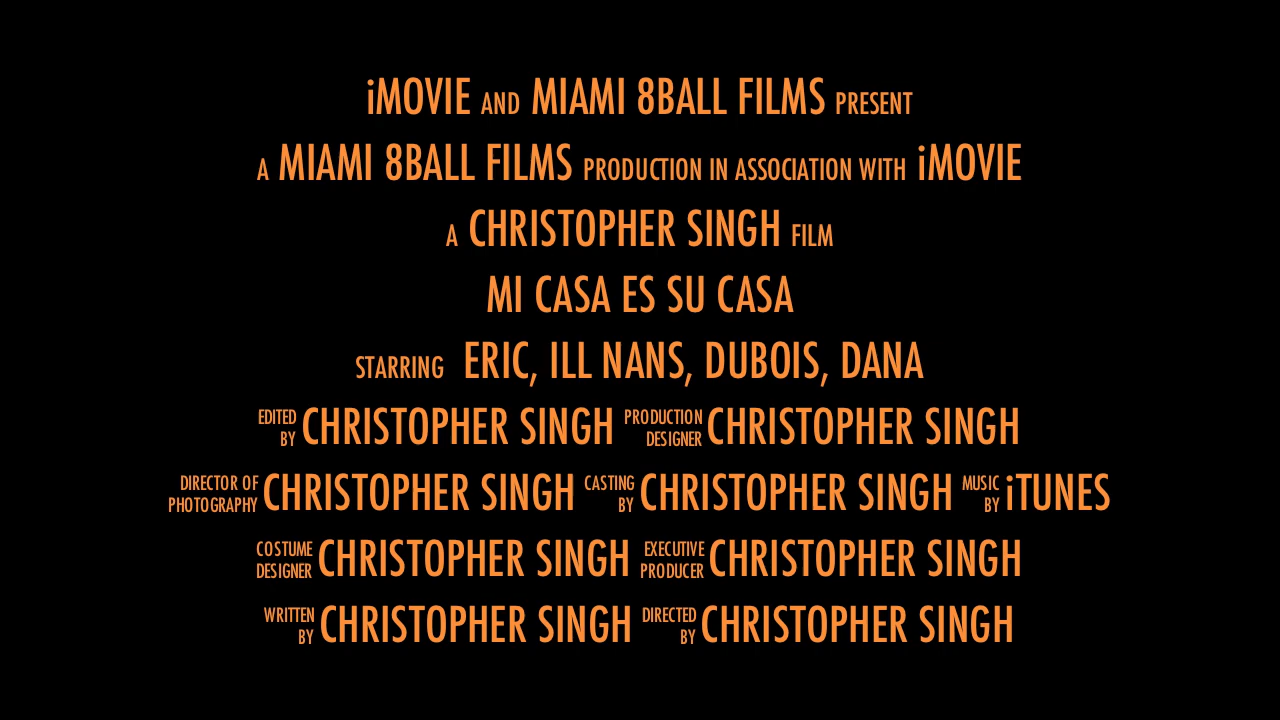 iMOVIE AND MIAMI 8BALL FILMS PRESENT
A MIAMI 8BALL FILMS PRODUCTION IN ASSOCIATION WITH iMOVIE
A CHRISTOPHER SINGH FILM
MI CASA ES SU CASA
STARRING ERIC, ILL NANS, DUBOIS, DANA
EDITED BY CHRISTOPHER SINGH PRODUCTION DESIGNER CHRISTOPHER SINGH
DIRECTOR OF PHOTOGRAPHY CHRISTOPHER SINGH CASTING BY CHRISTOPHER SINGH MUSIC BY iTUNES
COSTUME DESIGNER CHRISTOPHER SINGH EXECUTIVE PRODUCER CHRISTOPHER SINGH
WRITTEN BY CHRISTOPHER SINGH DIRECTED BY CHRISTOPHER SINGH